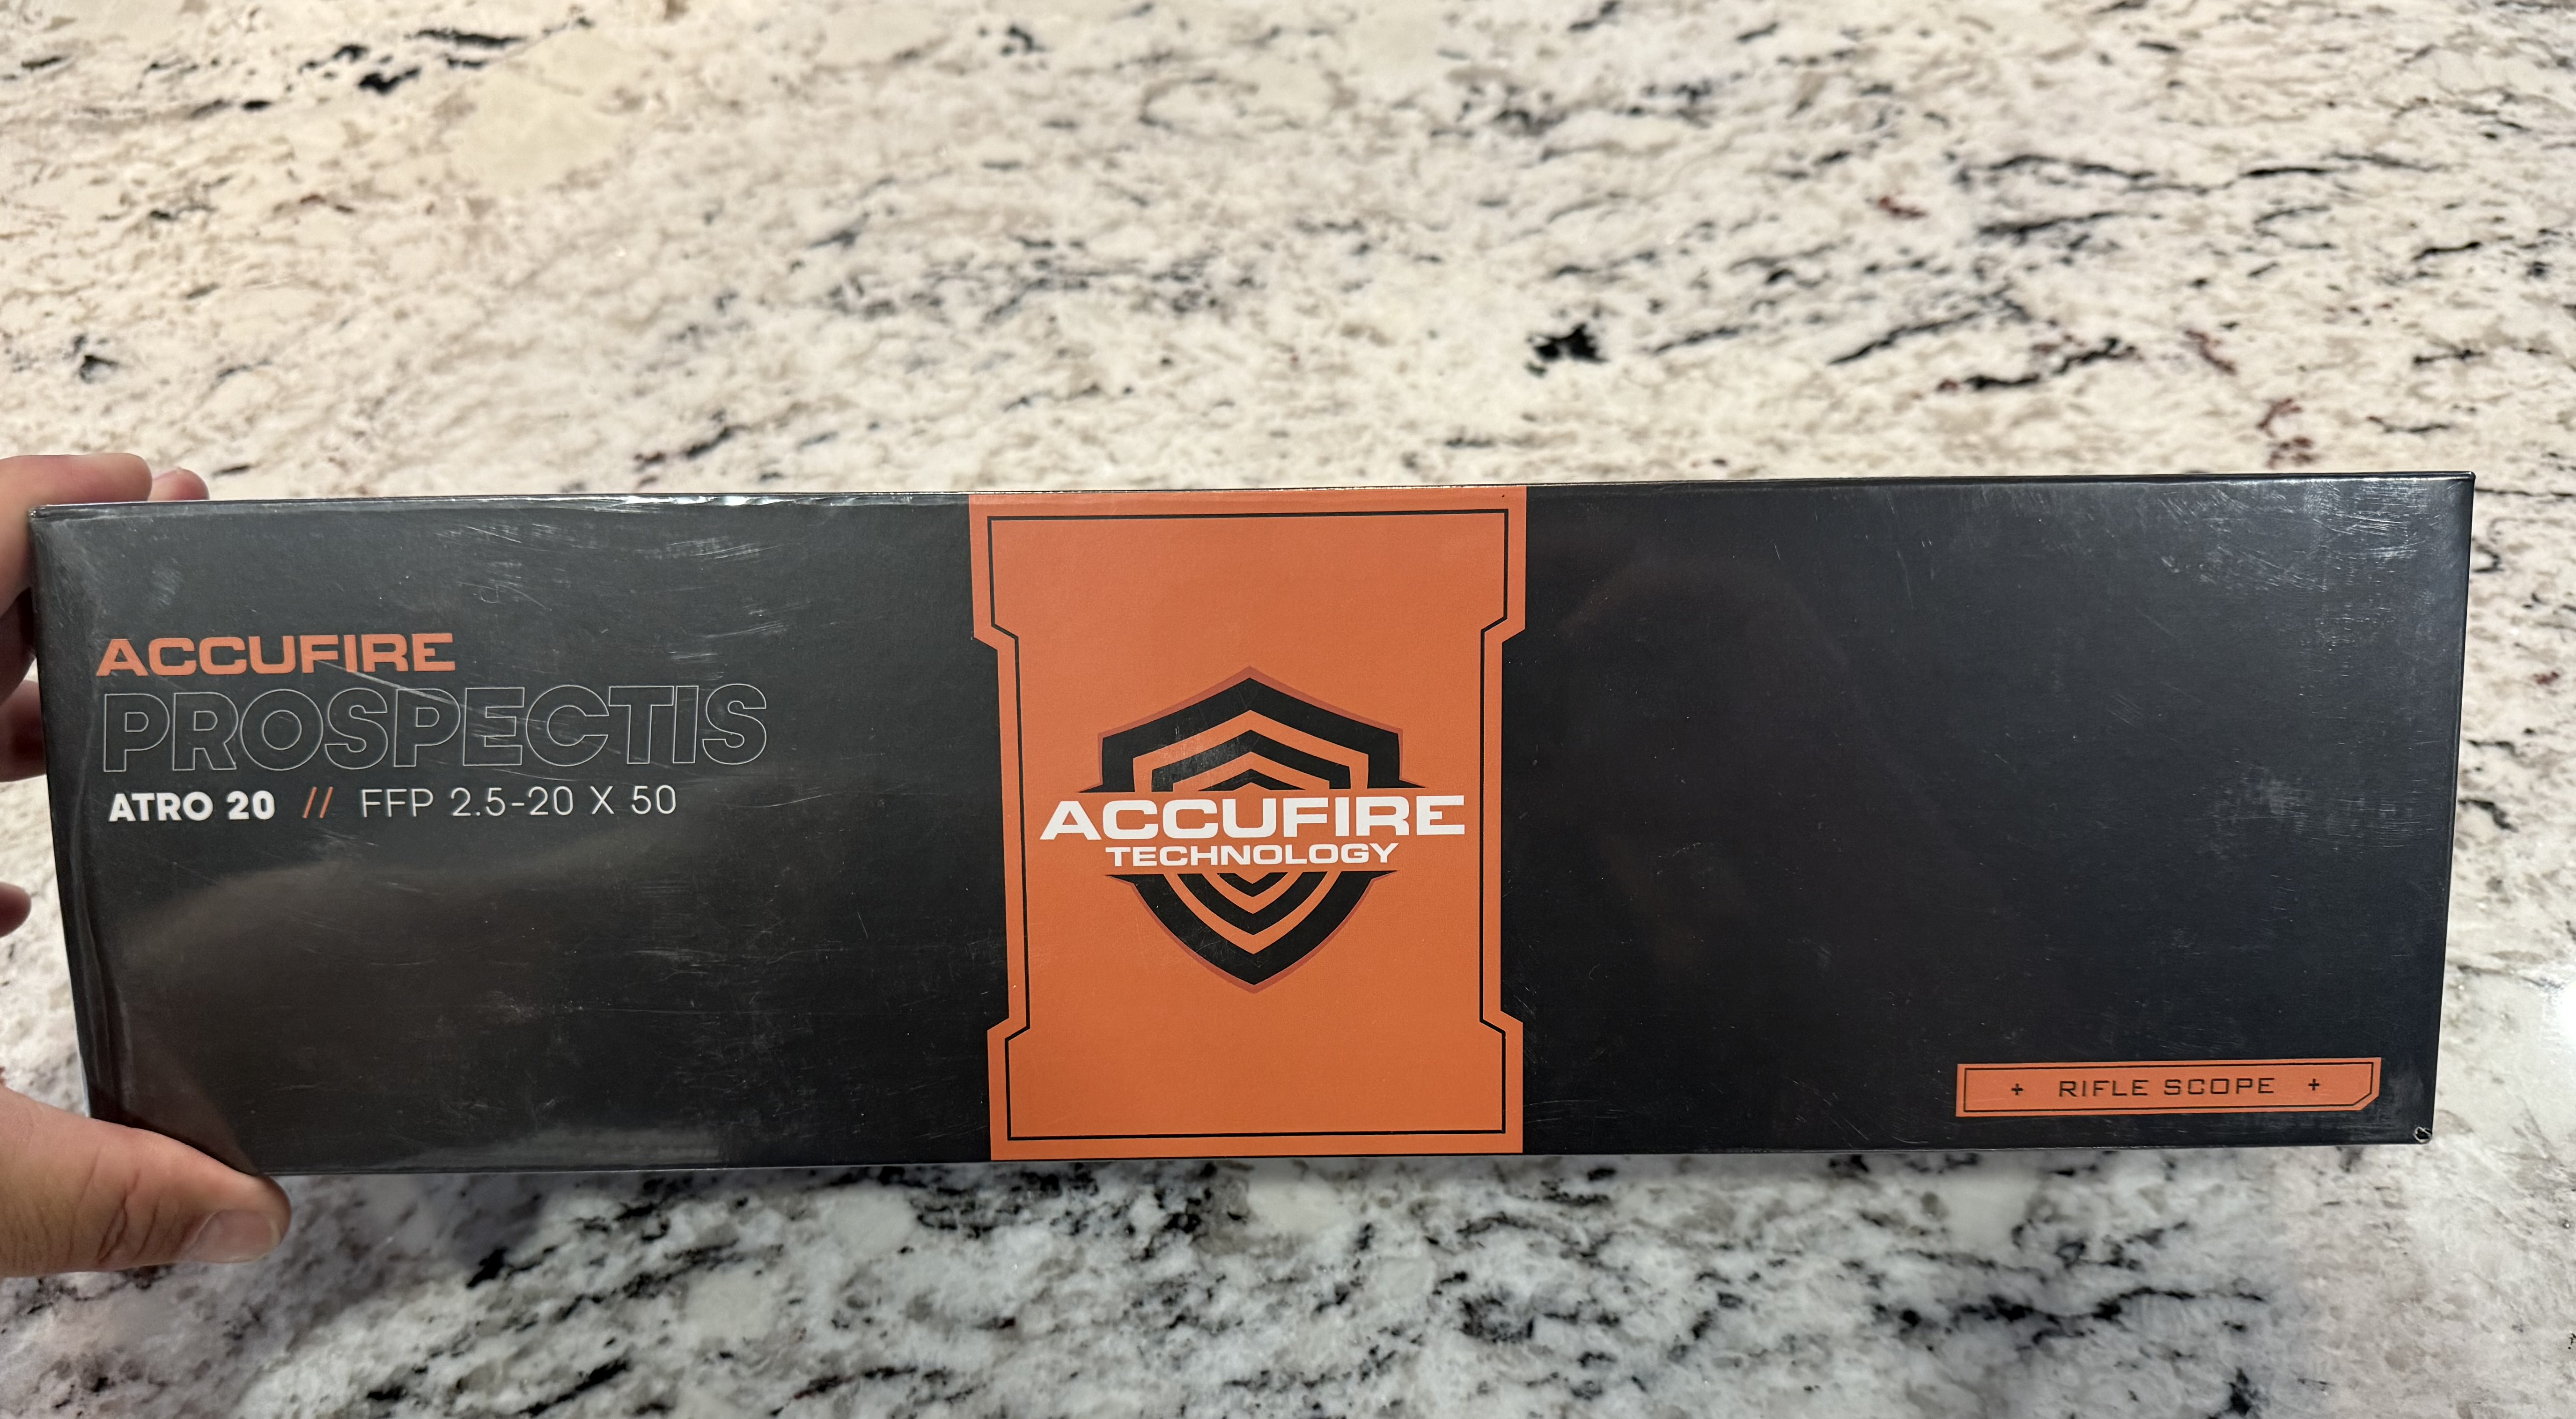 ACCUFIRE
PROSPECTIS
ATRO 20 // FFP 2.5-20 X 50
ACCUFIRE
TECHNOLOGY
+ RIFLE SCOPE +